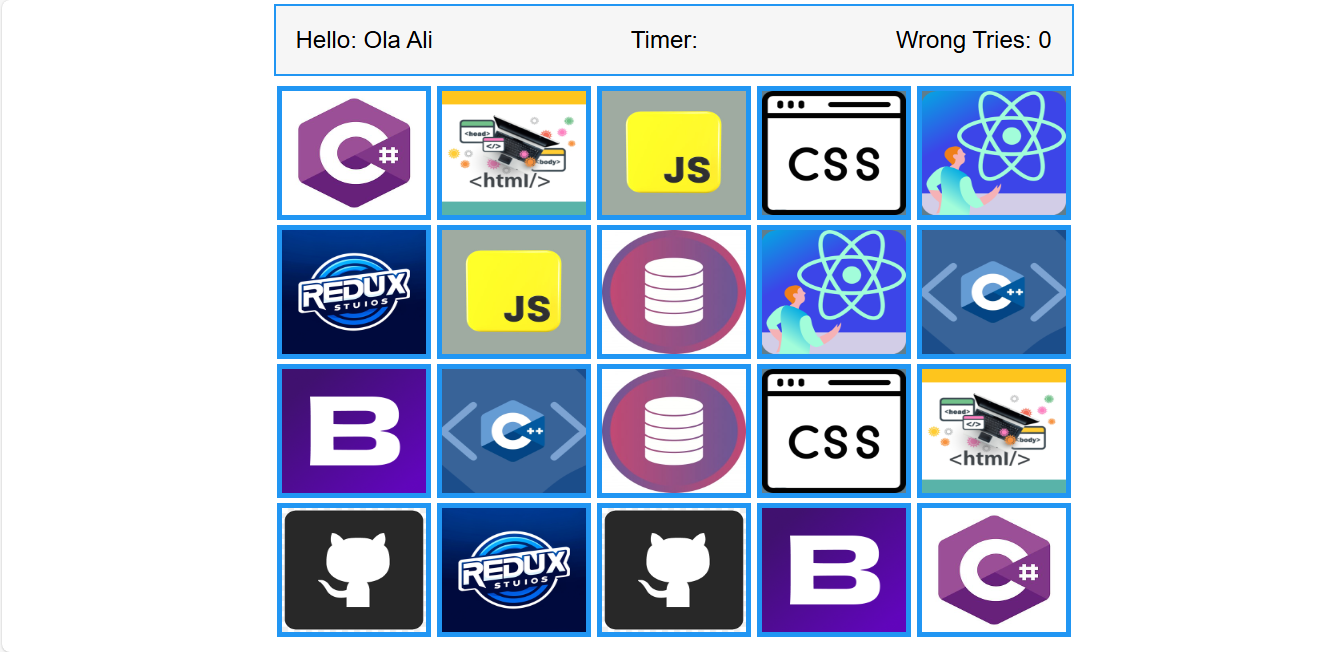 Hello: Ola Ali Timer: Wrong Tries: 0
C#
<head>
</>
<body>
<html/>
JS
CSS
REDUX
STUIOS
JS
C++
B
C++
CSS
<head>
</>
<body>
<html/>
REDUX
STUIOS
B
C#